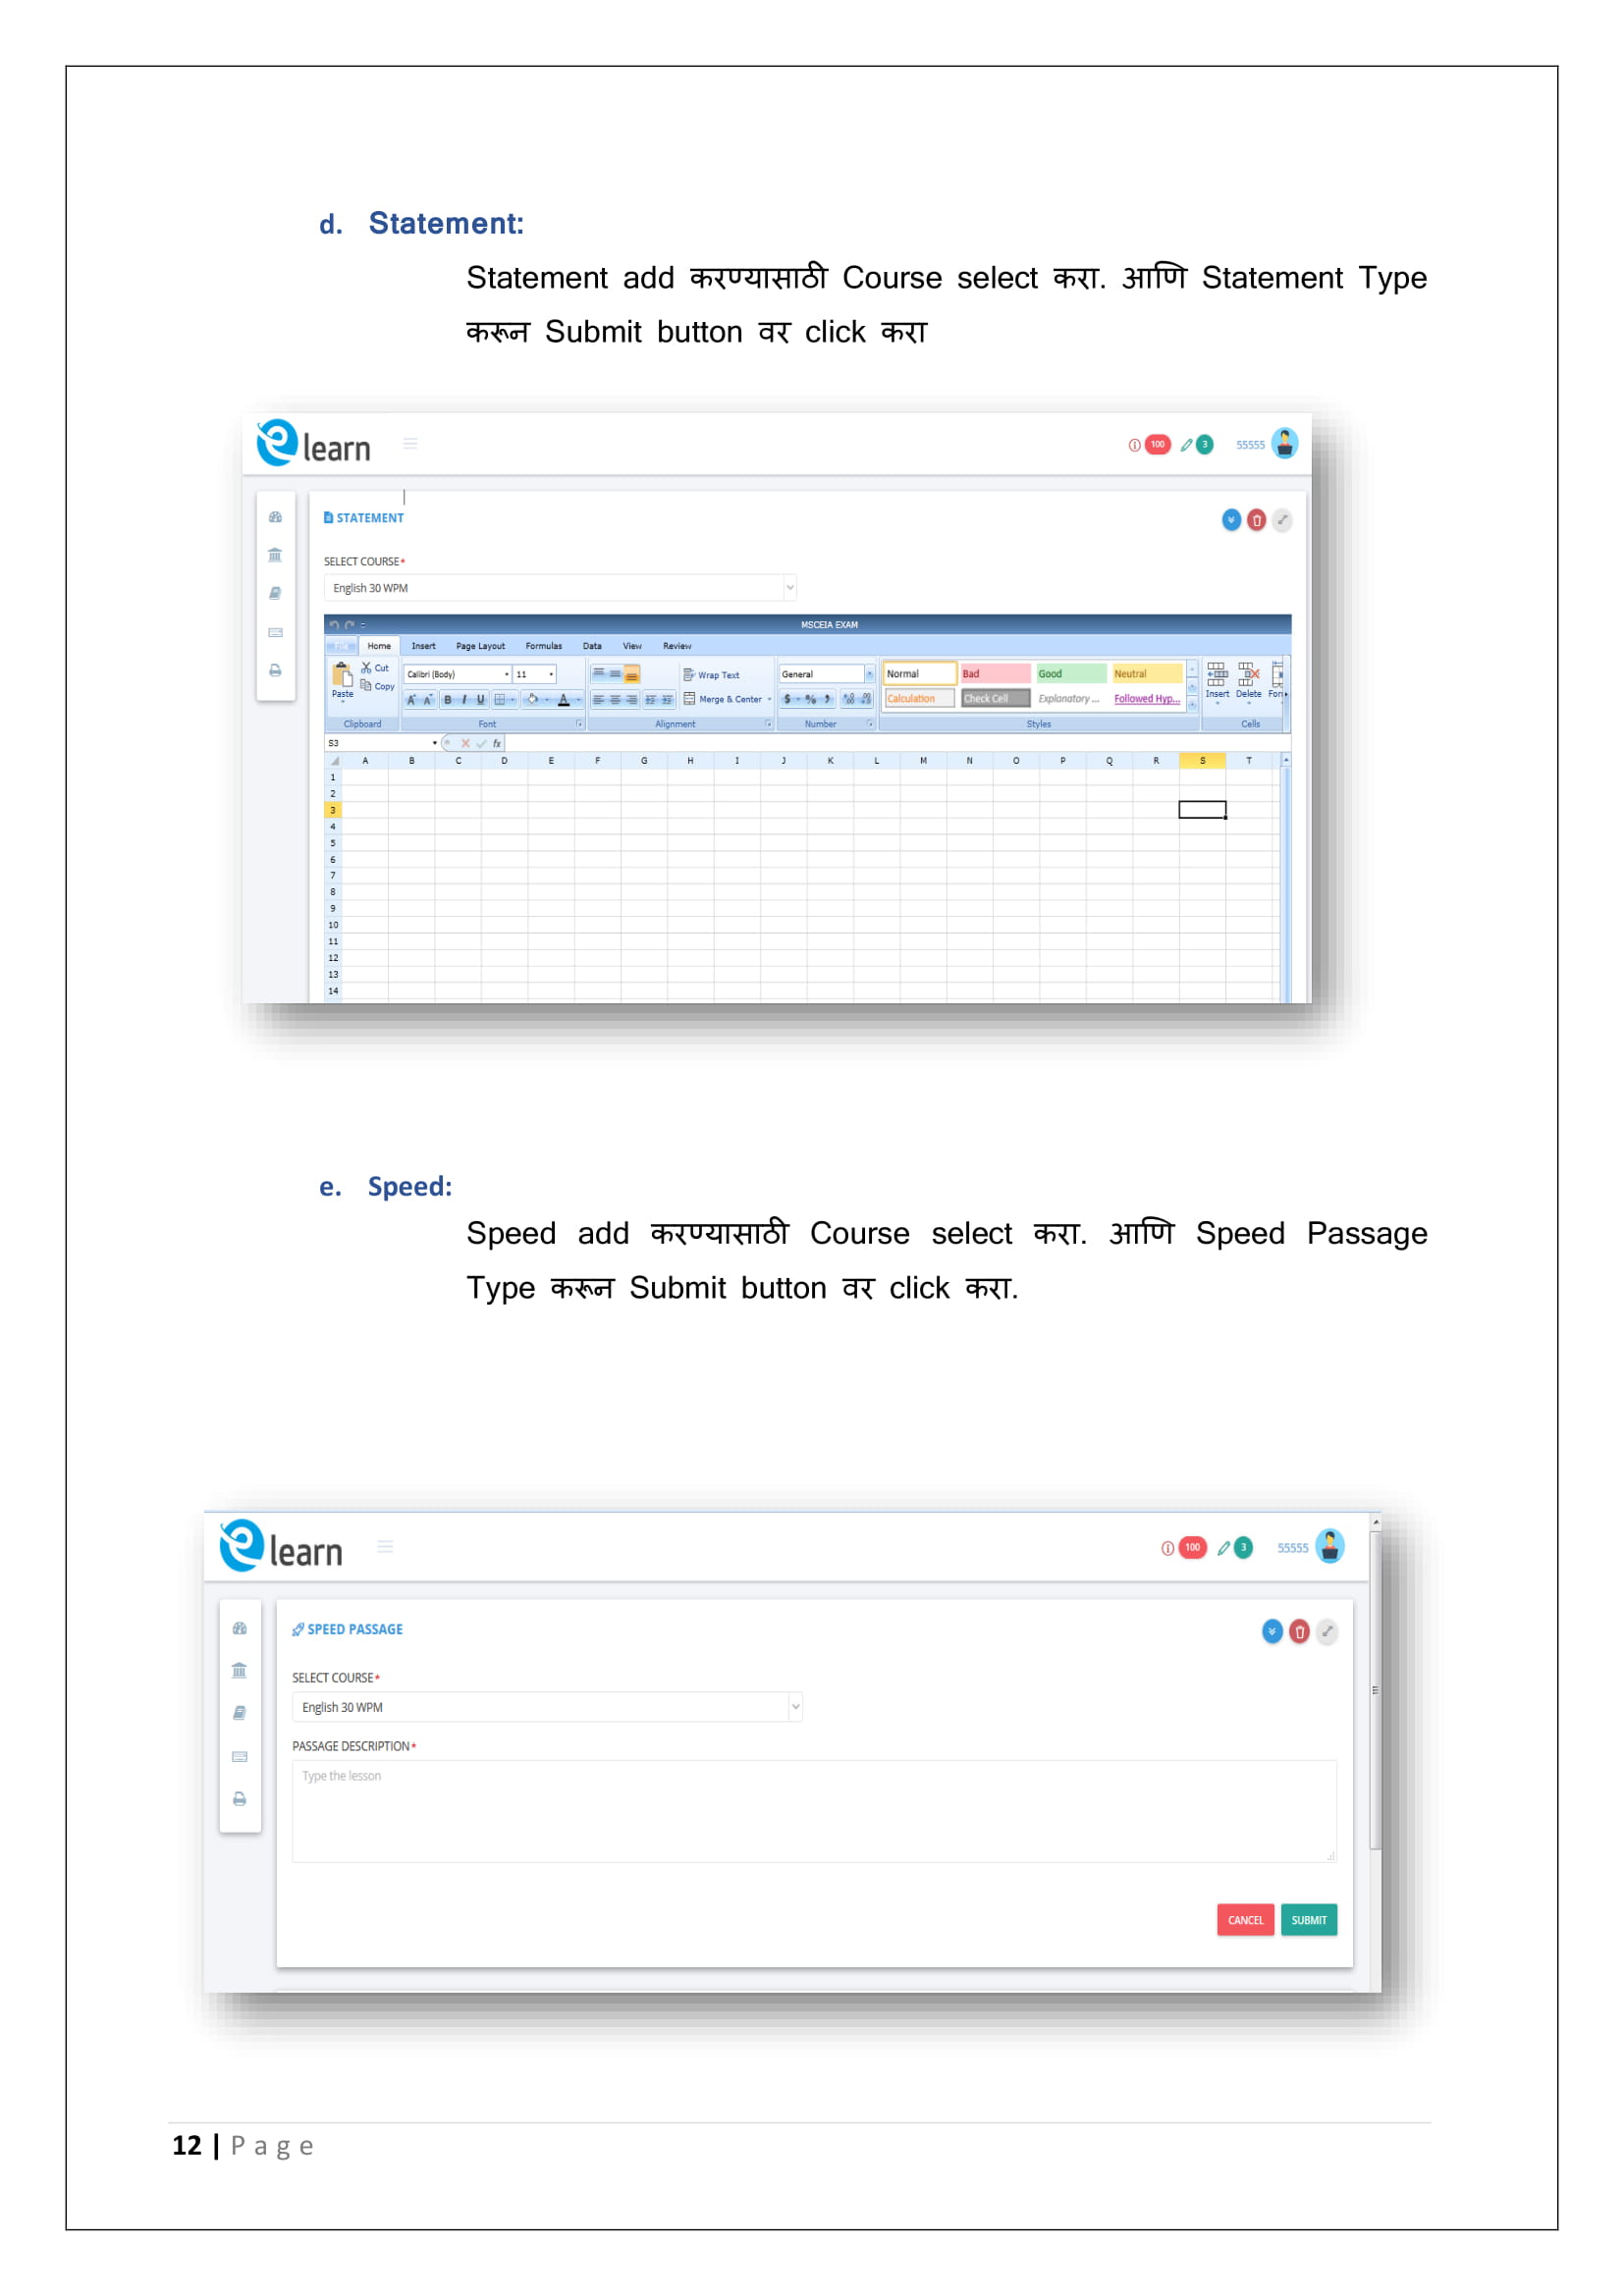 d. Statement:
Statement add करण्यासाठी Course select करा. आणि Statement Type
करून Submit button वर click करा
e learn
100 3 55555
STATEMENT
SELECT COURSE*
English 30 WPM
MSCEIA EXAM
Home Insert Page Layout Formulas Data View Review
Paste Cut Copy Calibri (Body) 11 Wrap Text General Normal Bad Good Neutral
B I U A Merge & Center $ % Calculation Check Cell Explanatory ... Followed Hyp... Insert Delete Fon
Clipboard Font Alignment Number Styles Cells
S3 fx
A B C D E F G H I J K L M N O P Q R S T
1
2
3
4
5
6
7
8
9
10
11
12
13
14
e. Speed:
Speed add करण्यासाठी Course select करा. आणि Speed Passage
Type करून Submit button वर click करा.
e learn
100 3 55555
SPEED PASSAGE
SELECT COURSE*
English 30 WPM
PASSAGE DESCRIPTION*
Type the lesson
CANCEL SUBMIT
12 | Page